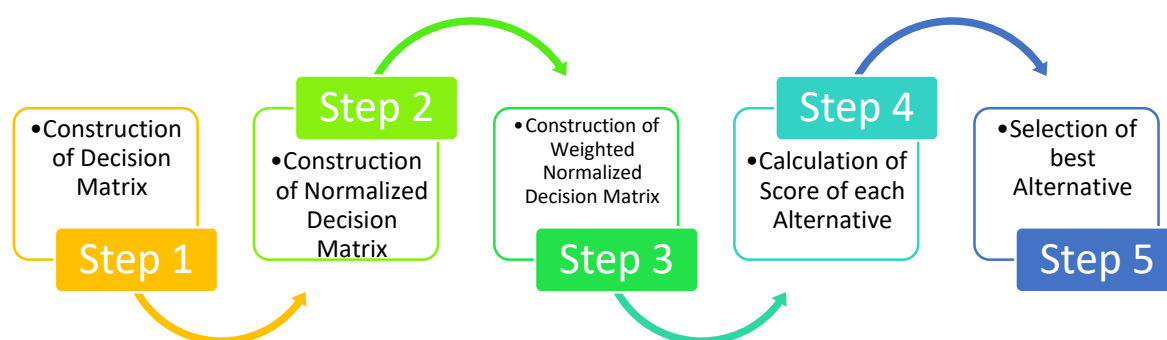 •Construction
of Decision
Matrix
Step 1
Step 2
•Construction
of Normalized
Decision
Matrix
•Construction of
Weighted
Normalized
Decision Matrix
Step 3
Step 4
•Calculation of
Score of each
Alternative
•Selection of
best
Alternative
Step 5